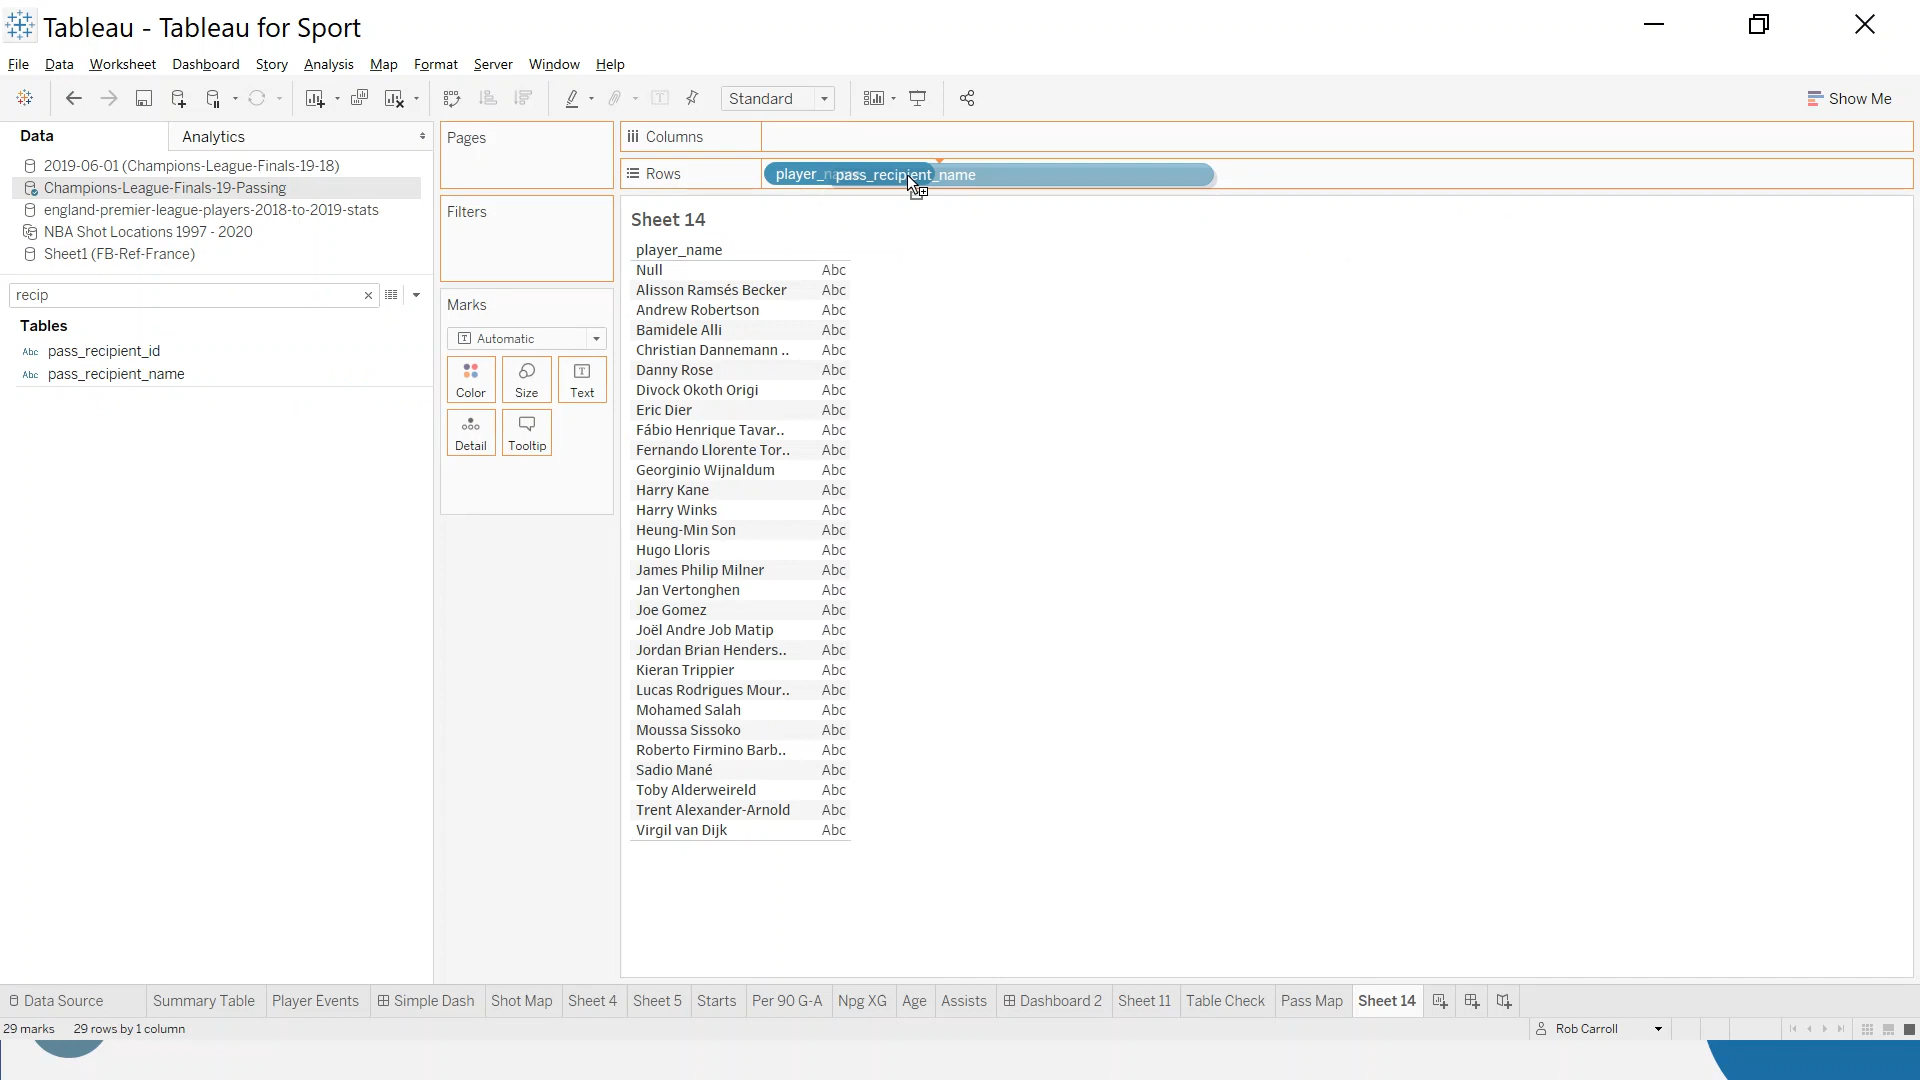 Tableau - Tableau for Sport
File Data Worksheet Dashboard Story Analysis Map Format Server Window Help
Standard
Show Me
Data
Analytics
2019-06-01 (Champions-League-Finals-19-18)
Champions-League-Finals-19-Passing
england-premier-league-players-2018-to-2019-stats
NBA Shot Locations 1997 - 2020
Sheet1 (FB-Ref-France)
recip
Tables
Abc pass_recipient_id
Abc pass_recipient_name
Pages
Filters
Marks
Automatic
Color Size Text
Detail Tooltip
Columns
Rows
pass_recipient_name
Sheet 14
player_name
Null Abc
Alisson Ramsés Becker Abc
Andrew Robertson Abc
Bamidele Alli Abc
Christian Dannemann .. Abc
Danny Rose Abc
Divock Okoth Origi Abc
Eric Dier Abc
Fábio Henrique Tavar.. Abc
Fernando Llorente Tor.. Abc
Georginio Wijnaldum Abc
Harry Kane Abc
Harry Winks Abc
Heung-Min Son Abc
Hugo Lloris Abc
James Philip Milner Abc
Jan Vertonghen Abc
Joe Gomez Abc
Joël Andre Job Matip Abc
Jordan Brian Henders.. Abc
Kieran Trippier Abc
Lucas Rodrigues Mour.. Abc
Mohamed Salah Abc
Moussa Sissoko Abc
Roberto Firmino Barb.. Abc
Sadio Mané Abc
Toby Alderweireld Abc
Trent Alexander-Arnold Abc
Virgil van Dijk Abc
Data Source Summary Table Player Events Simple Dash Shot Map Sheet 4 Sheet 5 Starts Per 90 G-A Npg XG Age Assists Dashboard 2 Sheet 11 Table Check Pass Map Sheet 14
29 marks 29 rows by 1 column
Rob Carroll